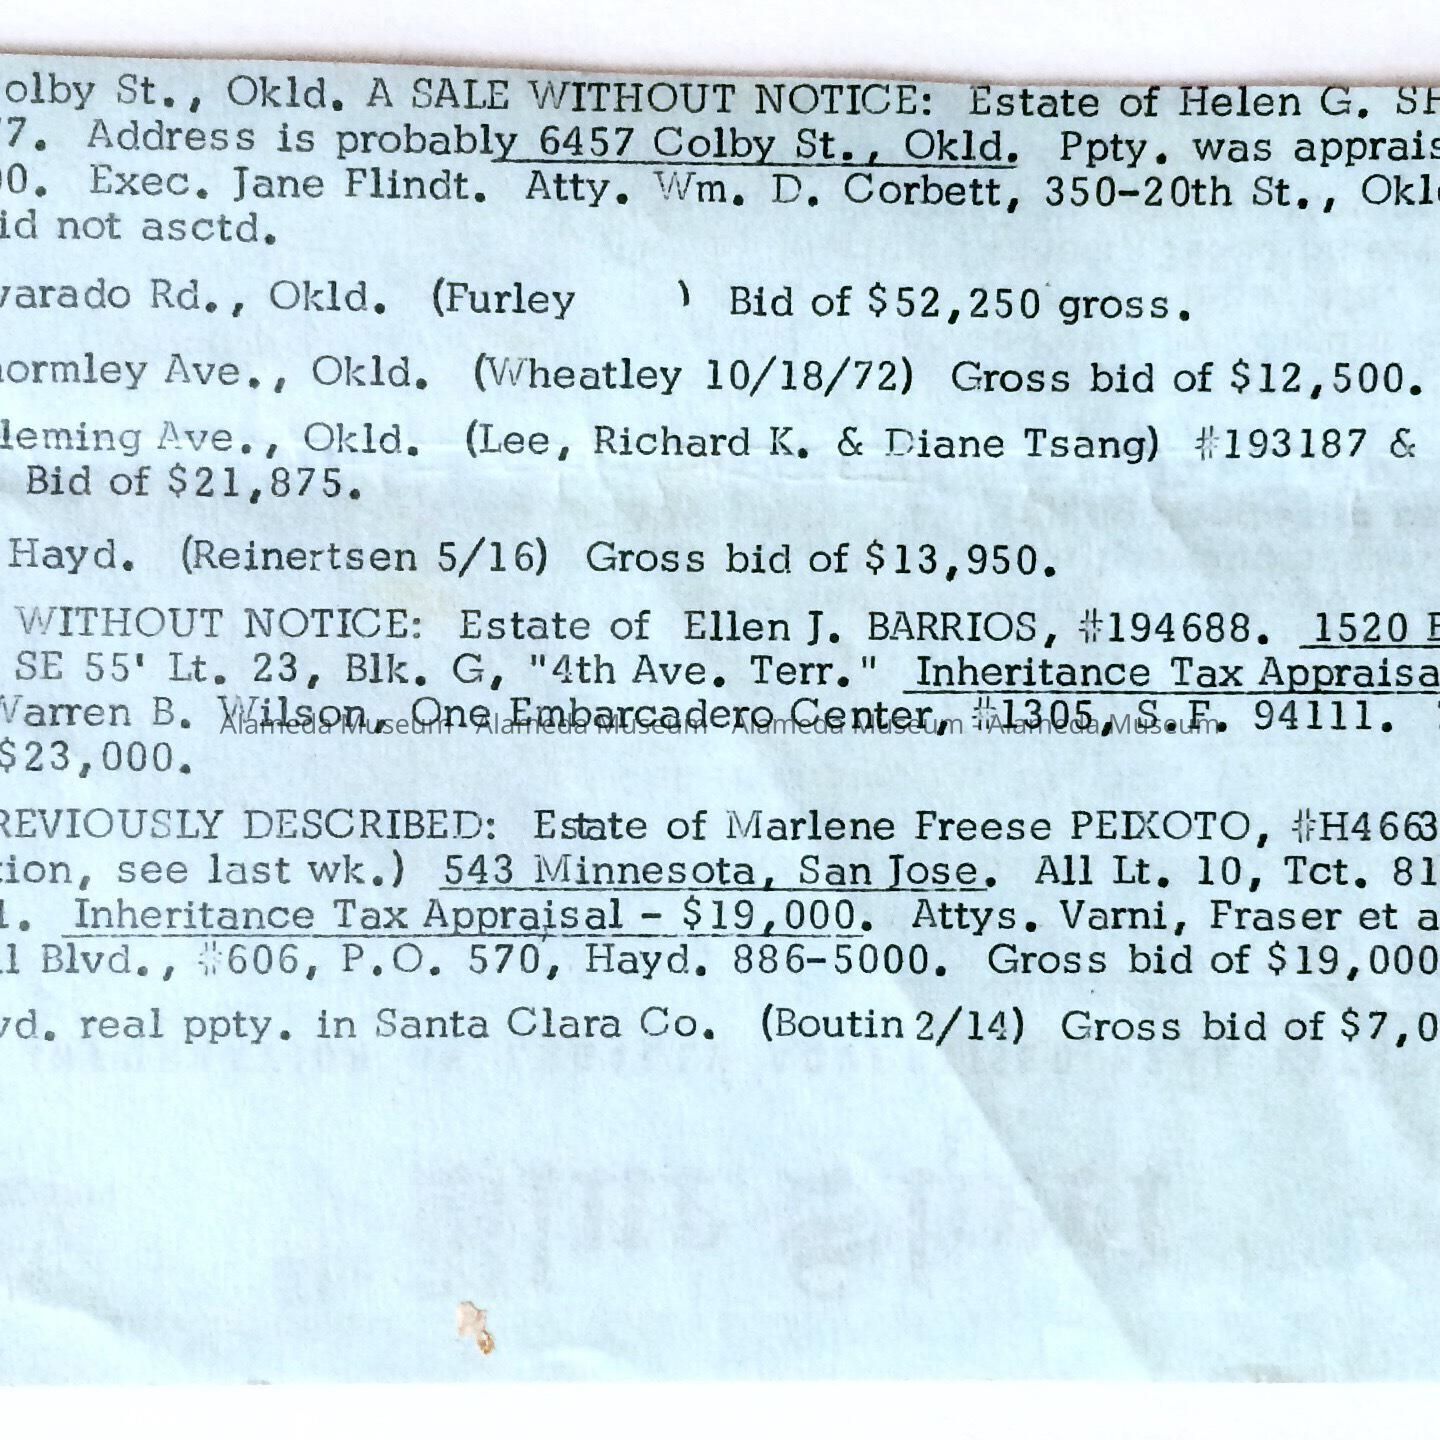 olby St., Okld. A SALE WITHOUT NOTICE: Estate of Helen G. SH
7. Address is probably 6457 Colby St., Okld. Ppty. was apprais
00. Exec. Jane Flindt. Atty. Wm. D. Corbett, 350-20th St., Okl
id not asctd.
varado Rd., Okld. (Furley ) Bid of $52,250 gross.
ormley Ave., Okld. (Wheatley 10/18/72) Gross bid of $12,500.
leming Ave., Okld. (Lee, Richard K. & Diane Tsang) #193187 &
Bid of $21,875.
Hayd. (Reinertsen 5/16) Gross bid of $13,950.
WITHOUT NOTICE: Estate of Ellen J. BARRIOS, #194688. 1520 E
SE 55' Lt. 23, Blk. G, "4th Ave. Terr." Inheritance Tax Appraisa
Warren B. Wilson, One Embarcadero Center, #1305, S.F. 94111.
Alameda Museum - Alameda Museum - Alameda Museum - Alameda Museum
$23,000.
REVIOUSLY DESCRIBED: Estate of Marlene Freese PEIXOTO, #H4663
tion, see last wk.) 543 Minnesota, San Jose. All Lt. 10, Tct. 81
1. Inheritance Tax Appraisal - $19,000. Attys. Varni, Fraser et a
ll Blvd., #606, P.O. 570, Hayd. 886-5000. Gross bid of $19,000
vd. real ppty. in Santa Clara Co. (Boutin 2/14) Gross bid of $7,0